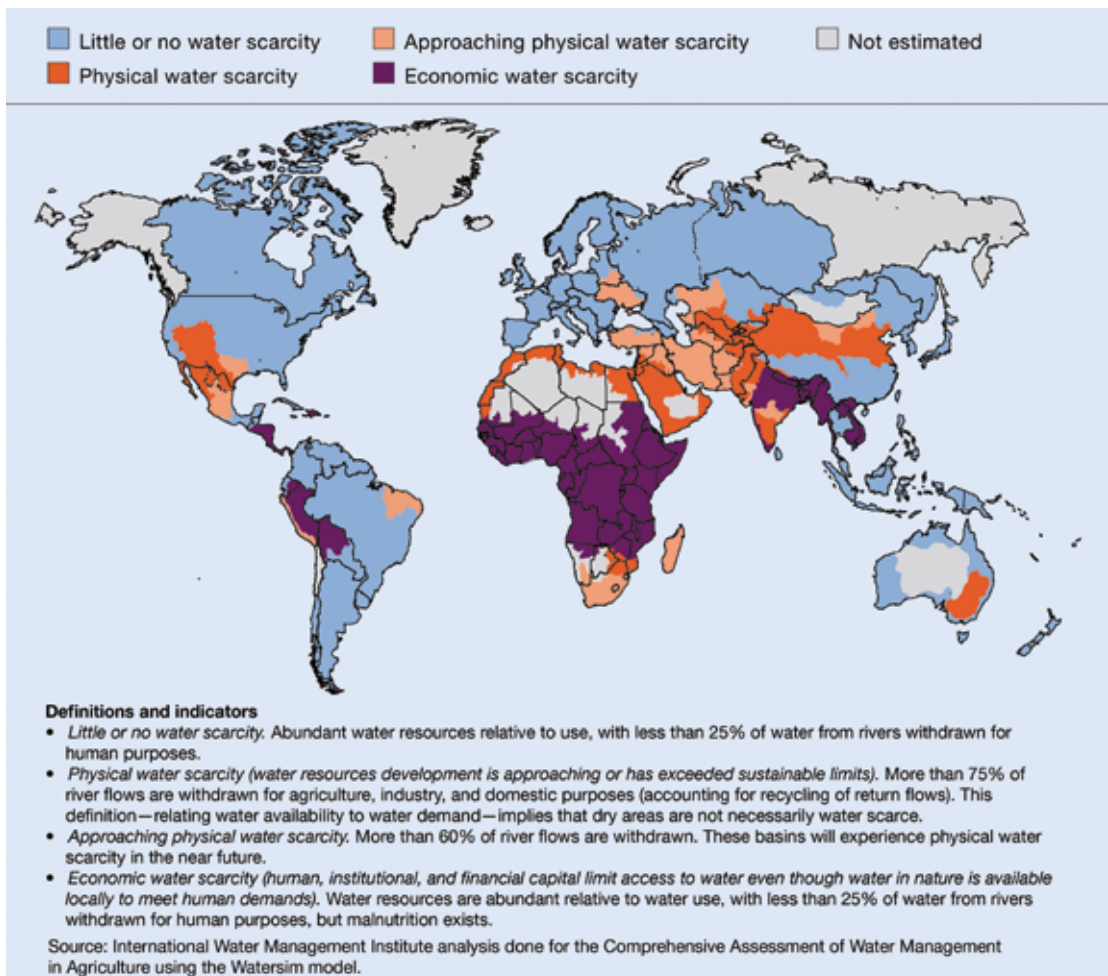 Little or no water scarcity
Approaching physical water scarcity
Not estimated
Physical water scarcity
Economic water scarcity
Definitions and indicators
• Little or no water scarcity. Abundant water resources relative to use, with less than 25% of water from rivers withdrawn for
human purposes.
• Physical water scarcity (water resources development is approaching or has exceeded sustainable limits). More than 75% of
river flows are withdrawn for agriculture, industry, and domestic purposes (accounting for recycling of return flows). This
definition—relating water availability to water demand—implies that dry areas are not necessarily water scarce.
• Approaching physical water scarcity. More than 60% of river flows are withdrawn. These basins will experience physical water
scarcity in the near future.
• Economic water scarcity (human, institutional, and financial capital limit access to water even though water in nature is available
locally to meet human demands). Water resources are abundant relative to water use, with less than 25% of water from rivers
withdrawn for human purposes, but malnutrition exists.
Source: International Water Management Institute analysis done for the Comprehensive Assessment of Water Management
in Agriculture using the Watersim model.